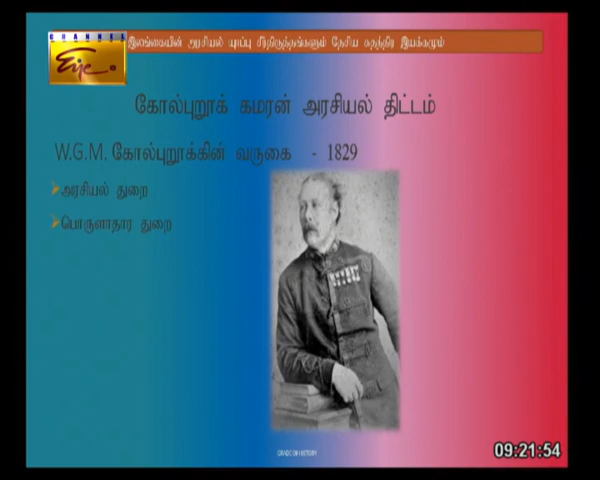 CHANNEL
Eye
இலங்கையின் அரசியல் யாப்பு சீர்திருத்தங்களும் தேசிய சுதந்திர இயக்கமும்
கோல்புறூக் கமரன் அரசியல் திட்டம்
W.G.M. கோல்புறூக்கின் வருகை - 1829
அரசியல் துறை
பொருளாதார துறை
09:21:54